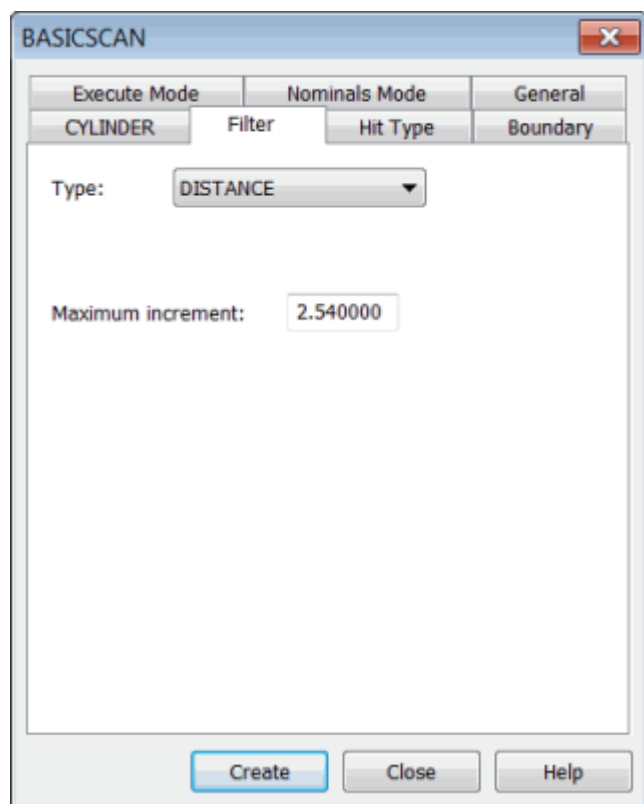 BASICSCAN
Execute Mode Nominals Mode General
CYLINDER Filter Hit Type Boundary
Type: DISTANCE
Maximum increment: 2.540000
Create Close Help